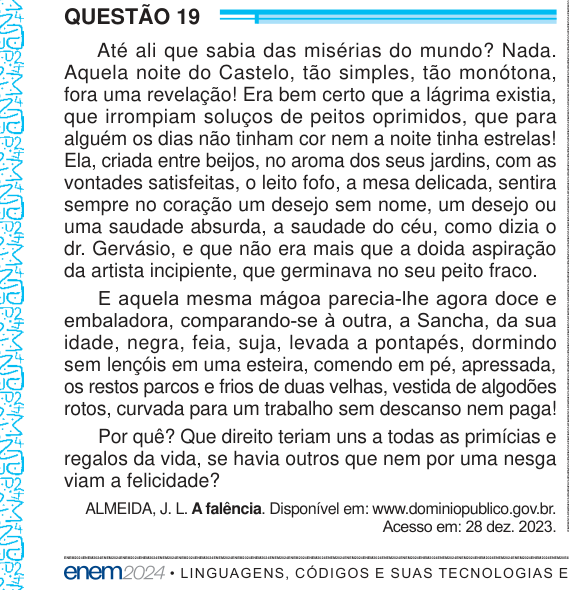 QUESTÃO 19
Até ali que sabia das misérias do mundo? Nada.
Aquela noite do Castelo, tão simples, tão monótona,
fora uma revelação! Era bem certo que a lágrima existia,
que irrompiam soluços de peitos oprimidos, que para
alguém os dias não tinham cor nem a noite tinha estrelas!
Ela, criada entre beijos, no aroma dos seus jardins, com as
vontades satisfeitas, o leito fofo, a mesa delicada, sentira
sempre no coração um desejo sem nome, um desejo ou
uma saudade absurda, a saudade do céu, como dizia o
dr. Gervásio, e que não era mais que a doida aspiração
da artista incipiente, que germinava no seu peito fraco.
E aquela mesma mágoa parecia-lhe agora doce e
embaladora, comparando-se à outra, a Sancha, da sua
idade, negra, feia, suja, levada a pontapés, dormindo
sem lençóis em uma esteira, comendo em pé, apressada,
os restos parcos e frios de duas velhas, vestida de algodões
rotos, curvada para um trabalho sem descanso nem paga!
Por quê? Que direito teriam uns a todas as primícias e
regalos da vida, se havia outros que nem por uma nesga
viam a felicidade?
ALMEIDA, J. L. A falência. Disponível em: www.dominiopublico.gov.br.
Acesso em: 28 dez. 2023.
enem2024 • LINGUAGENS, CÓDIGOS E SUAS TECNOLOGIAS E